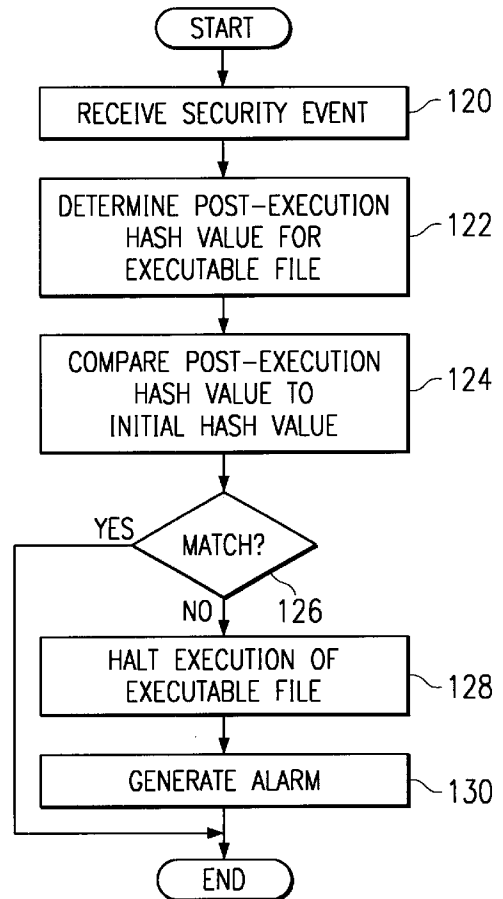 START
RECEIVE SECURITY EVENT
120
DETERMINE POST-EXECUTION
HASH VALUE FOR
EXECUTABLE FILE
122
COMPARE POST-EXECUTION
HASH VALUE TO
INITIAL HASH VALUE
124
YES
MATCH?
126
NO
HALT EXECUTION OF
EXECUTABLE FILE
128
GENERATE ALARM
130
END